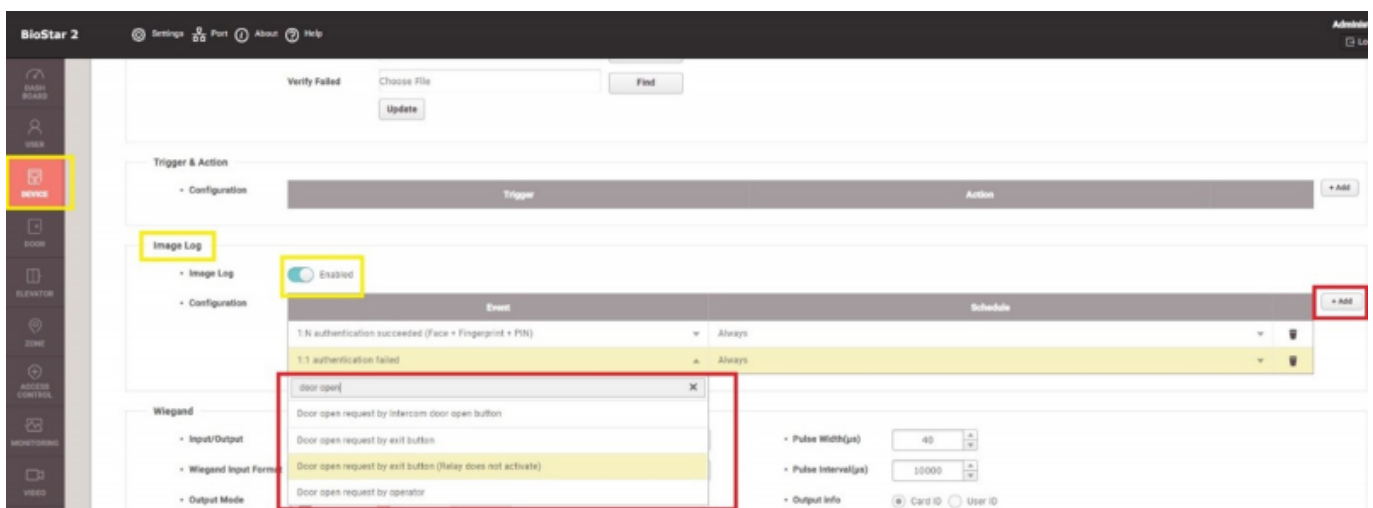 BioStar 2 Settings Port About Help
DASH BOARD
USER
DEVICE
DOOR
ELEVATOR
ZONE
ACCESS CONTROL
MONITORING
VIDEO
Verify Failed Choose File Find
Update
Trigger & Action
• Configuration Trigger Action + Add
Image Log
• Image Log Enabled
• Configuration Event Schedule + Add
1:N authentication succeeded (Face + Fingerprint + PIN) Always
1:1 authentication failed Always
door open
Door open request by intercom door open button
Door open request by exit button
Door open request by exit button (Relay does not activate)
Door open request by operator
Wiegand
• Input/Output • Pulse Width(µs) 40
• Wiegand Input Format • Pulse Interval(µs) 10000
• Output Mode • Output info Card ID User ID